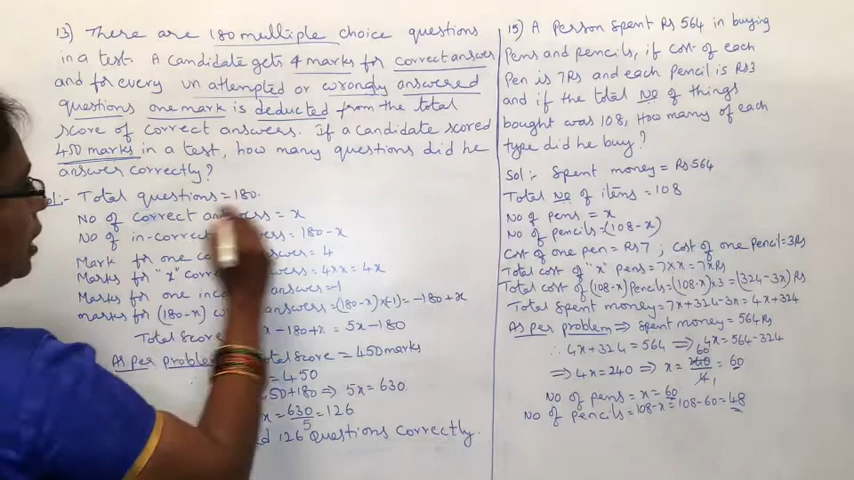 13) There are 180 multiple choice questions
in a test. A candidate gets 4 marks for correct answer
and for every un attempted or wrongly answered
questions one mark is deducted from the total
score of correct answers. If a candidate scored
450 marks in a test, how many questions did he
answer correctly?
Total questions = 180.
No of correct answers = x
No of in-correct = 180 - x
Mark for one = 4
Marks for "x" = 4×x = 4x
Marks for one = -1
marks for (180-x) = (180-x)×(-1) = -180+x
Total Score x - 180 + x = 5x - 180
As per problem Total Score = 450 marks
= 450
50+180 ⇒ 5x = 630
x = 630/5 = 126
126 Questions correctly.
15) A Person spent Rs 564 in buying
Pens and pencils, if cost of each
Pen is 7Rs and each Pencil is Rs3
and if the total No of things
bought was 108, How many of each
type did he buy?
Sol:- Spent money = Rs 564
Total No of items = 108
No of pens = x
No of pencils = (108-x)
Cost of one pen = Rs7 ; cost of one pencil = 3Rs
Total cost of "x" pens = 7×x = 7x Rs
Total cost of (108-x) Pencils = (108-x)×3 = (324-3x) Rs
Total spent money = 7x+324-3x = 4x+324
As per problem ⇒ spent money = 564 Rs
∴ 4x+324 = 564 ⇒ 4x = 564-324
⇒ 4x = 240 ⇒ x = 240/4 = 60
No of pens = x = 60
No of pencils = 108-x = 108-60 = 48